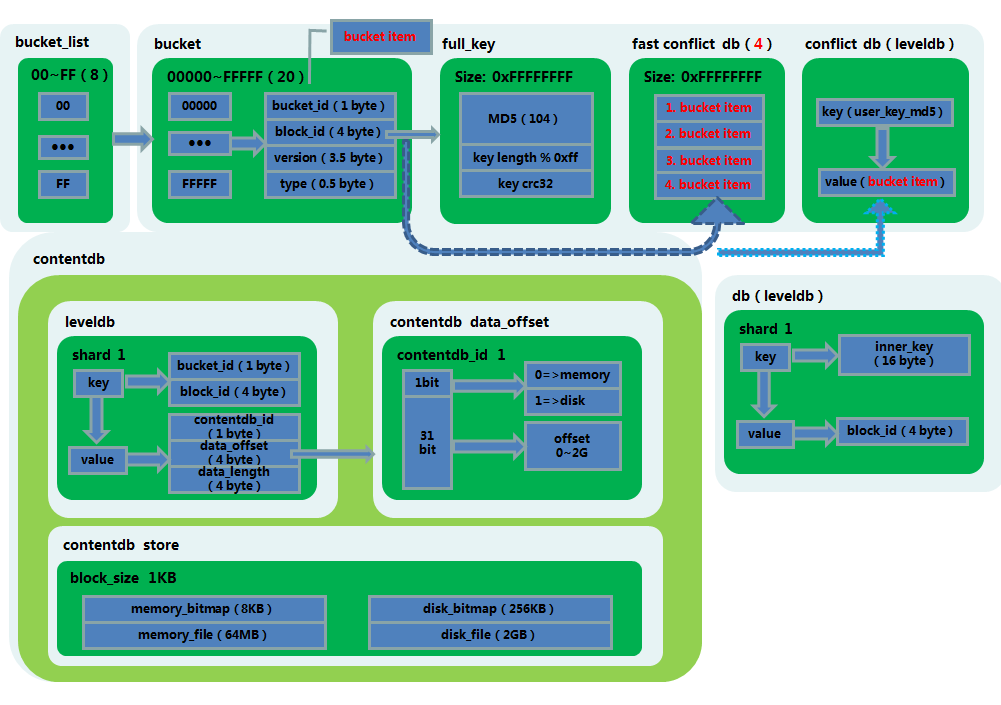 bucket_list
00~FF ( 8 )
00
•••
FF
bucket
bucket item
00000~FFFFF ( 20 )
00000
•••
FFFFF
bucket_id ( 1 byte )
block_id ( 4 byte)
version ( 3.5 byte )
type ( 0.5 byte )
full_key
Size: 0xFFFFFFFF
MD5 ( 104 )
key length % 0xff
key crc32
fast conflict db ( 4 )
Size: 0xFFFFFFFF
1. bucket item
2. bucket item
3. bucket item
4. bucket item
conflict db ( leveldb )
key ( user_key_md5 )
value ( bucket item )
contentdb
leveldb
shard 1
key
bucket_id ( 1 byte )
block_id ( 4 byte )
value
contentdb_id
( 1 byte )
data_offset
( 4 byte )
data_length
( 4 byte )
contentdb data_offset
contentdb_id 1
1bit
31
bit
0=>memory
1=>disk
offset
0~2G
contentdb store
block_size 1KB
memory_bitmap ( 8KB )
memory_file ( 64MB )
disk_bitmap ( 256KB )
disk_file ( 2GB )
db ( leveldb )
shard 1
key
inner_key
( 16 byte )
value
block_id ( 4 byte )